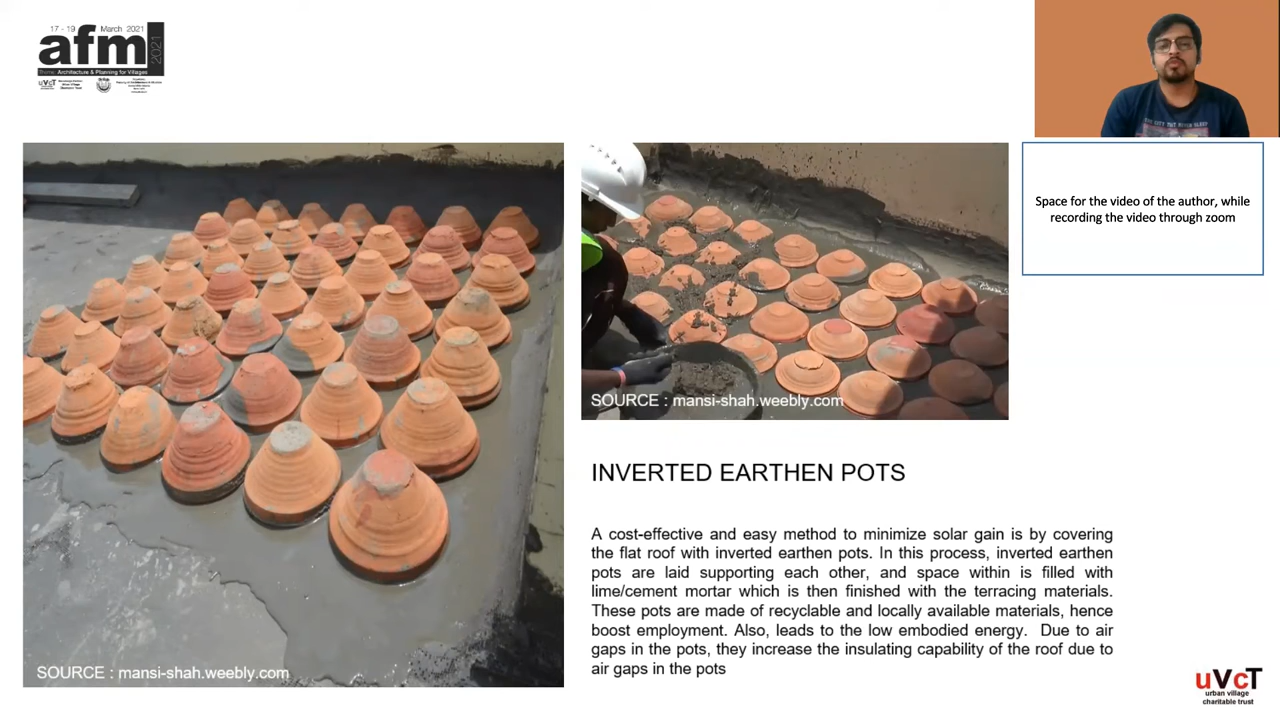 17 - 19 March 2021
afm
2021
Theme: Architecture & Planning for Villages
uVcT
Space for the video of the author, while
recording the video through zoom
SOURCE : mansi-shah.weebly.com
SOURCE : mansi-shah.weebly.com
INVERTED EARTHEN POTS
A cost-effective and easy method to minimize solar gain is by covering
the flat roof with inverted earthen pots. In this process, inverted earthen
pots are laid supporting each other, and space within is filled with
lime/cement mortar which is then finished with the terracing materials.
These pots are made of recyclable and locally available materials, hence
boost employment. Also, leads to the low embodied energy. Due to air
gaps in the pots, they increase the insulating capability of the roof due to
air gaps in the pots
uVcT
urban village
charitable trust